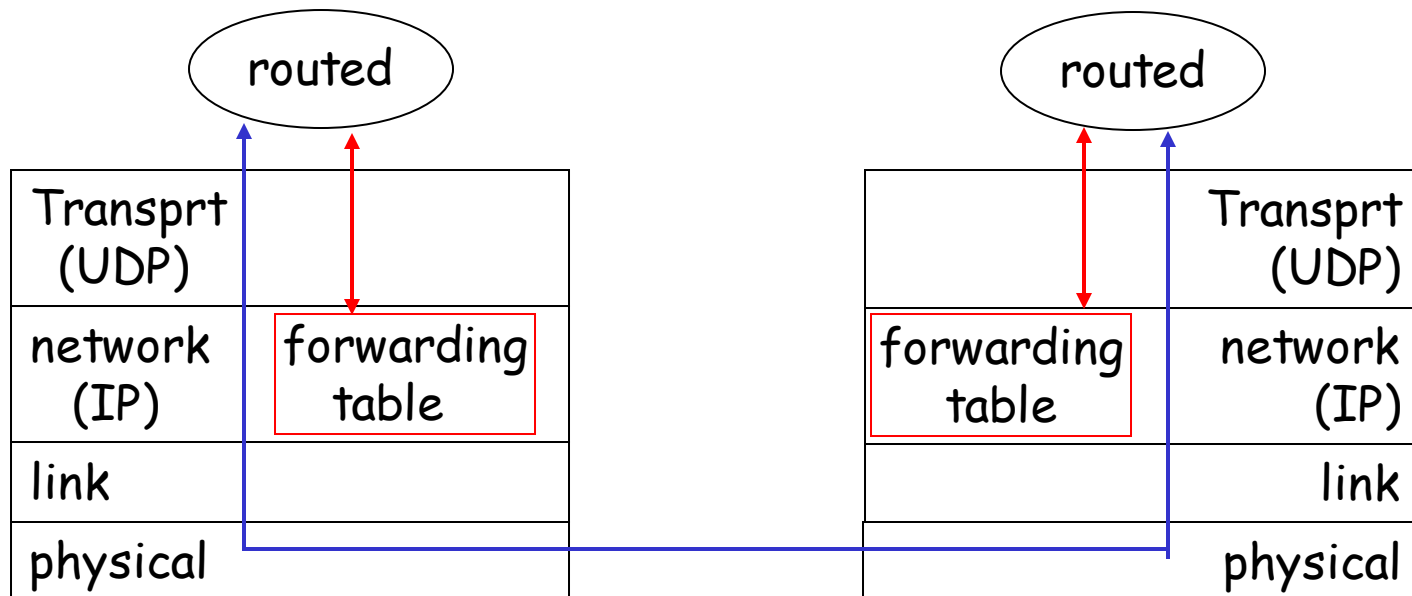 routed
routed
Transprt
(UDP)
Transprt
(UDP)
network
(IP)
forwarding
table
forwarding
table
network
(IP)
link
link
physical
physical